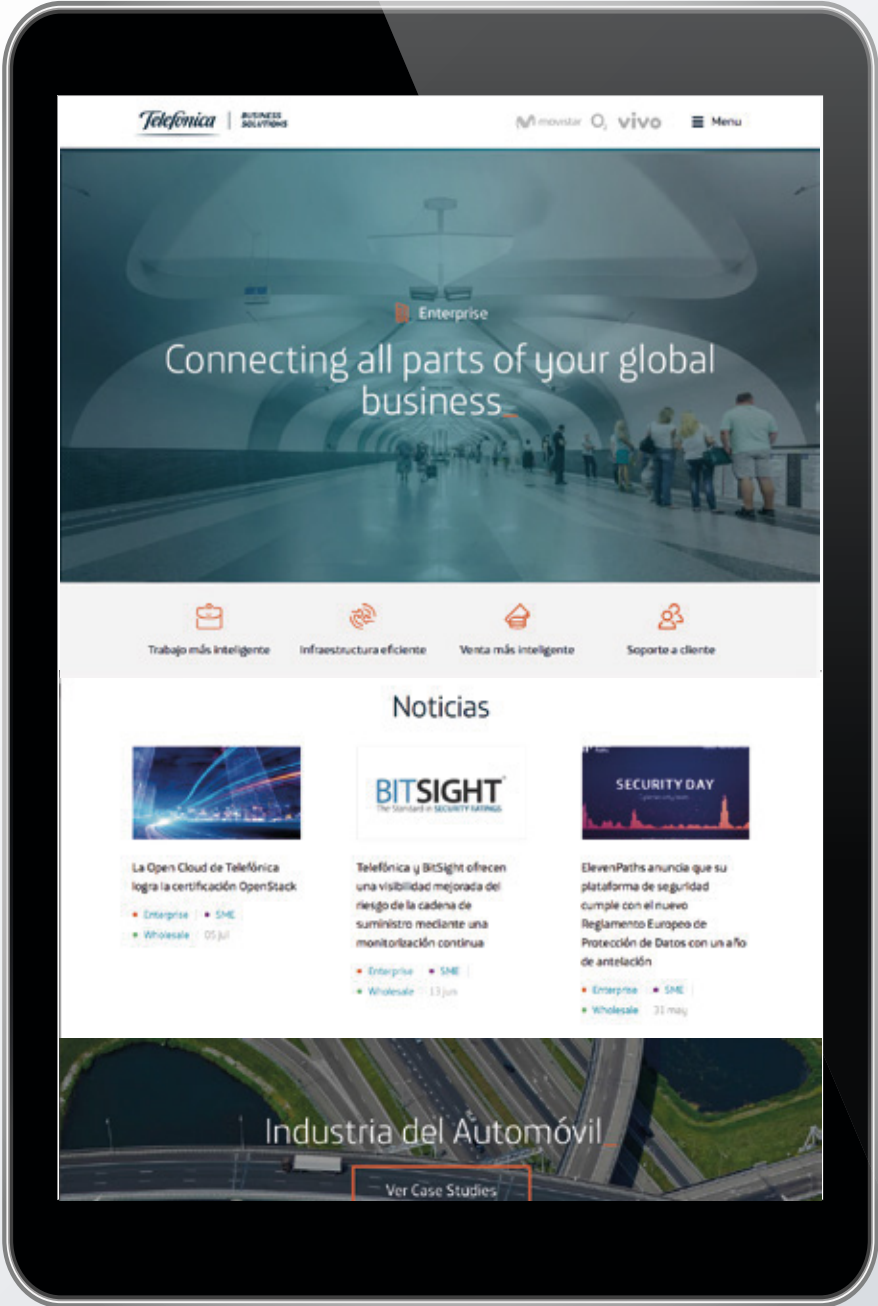 Telefónica
BUSINESS
SOLUTIONS
movistar O2 vivo
Menu
Enterprise
Connecting all parts of your global
business_
Trabajo más inteligente
Infraestructura eficiente
Venta más inteligente
Soporte a cliente
Noticias
La Open Cloud de Telefónica
logra la certificación OpenStack
Enterprise | SME
Wholesale | 05 jul
BITSIGHT
The Standard in SECURITY RATINGS
Telefónica y BitSight ofrecen
una visibilidad mejorada del
riesgo de la cadena de
suministro mediante una
monitorización continua
Enterprise | SME |
Wholesale | 13 jun
SECURITY DAY
ElevenPaths anuncia que su
plataforma de seguridad
cumple con el nuevo
Reglamento Europeo de
Protección de Datos con un año
de antelación
Enterprise | SME |
Wholesale | 31 may
Industria del Automóvil_
Ver Case Studies